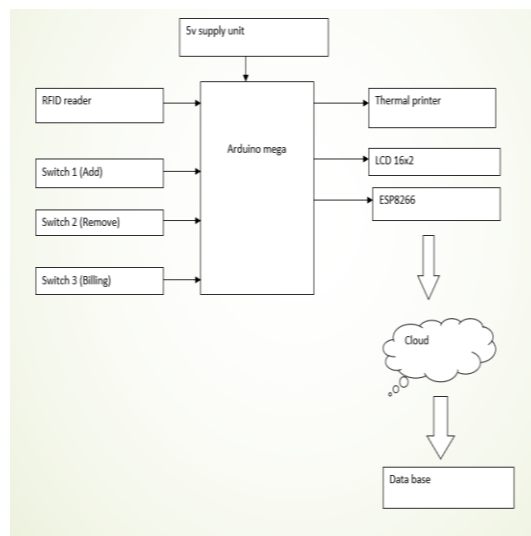 5v supply unit
RFID reader
Thermal printer
Arduino mega
LCD 16x2
Switch 1 (Add)
ESP8266
Switch 2 (Remove)
Switch 3 (Billing)
Cloud
Data base